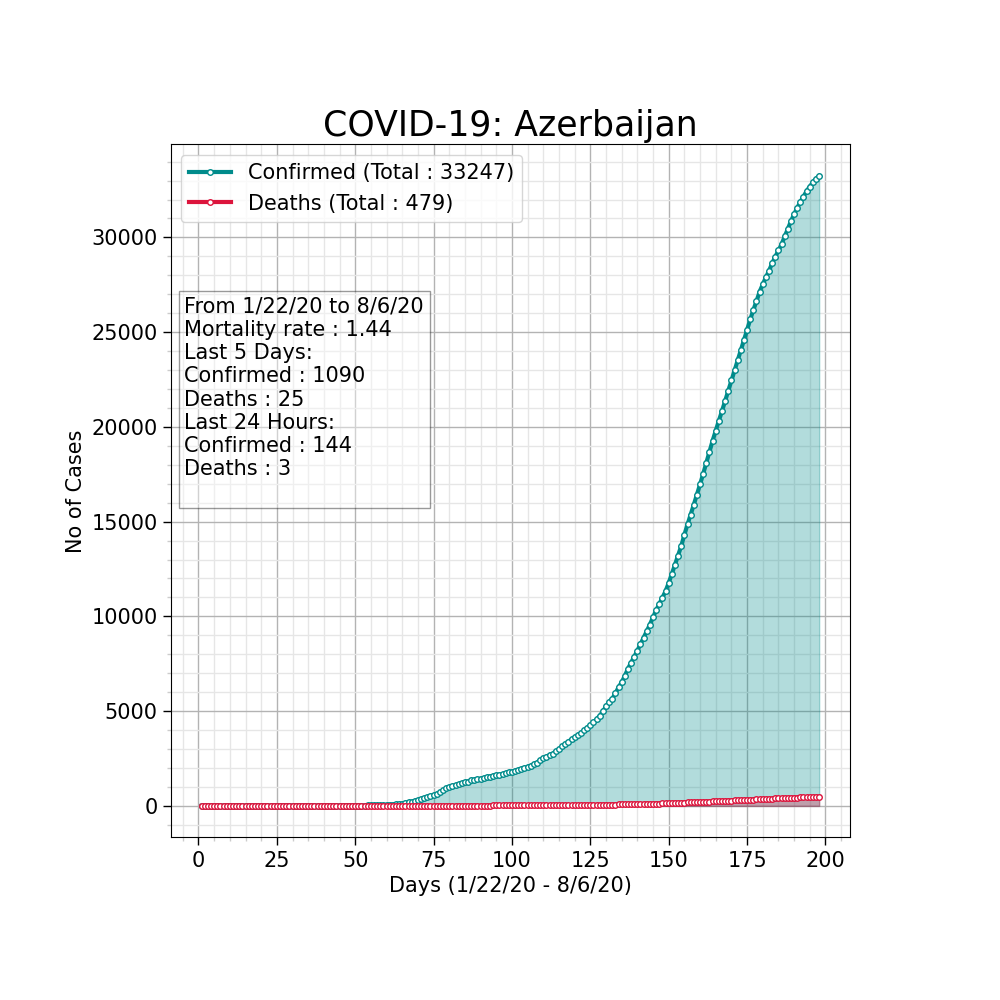 COVID-19: Azerbaijan
Confirmed (Total : 33247)
Deaths (Total : 479)
From 1/22/20 to 8/6/20
Mortality rate : 1.44
Last 5 Days:
Confirmed : 1090
Deaths : 25
Last 24 Hours:
Confirmed : 144
Deaths : 3
No of Cases
30000
25000
20000
15000
10000
5000
0
0 25 50 75 100 125 150 175 200
Days (1/22/20 - 8/6/20)